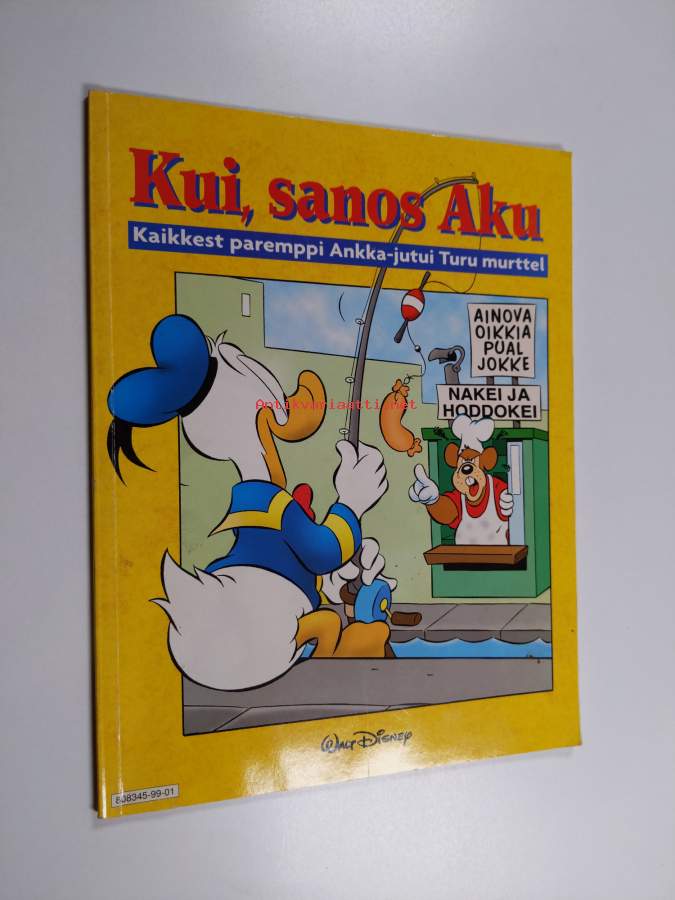 Kui, sanos Aku
Kaikkest paremppi Ankka-jutui Turu murttel
AINOVA
OIKKIA
PUAL
JOKKE
NAKEI JA
HODDOKEI
Antikvariaatti.net
Walt Disney
808345-99-01